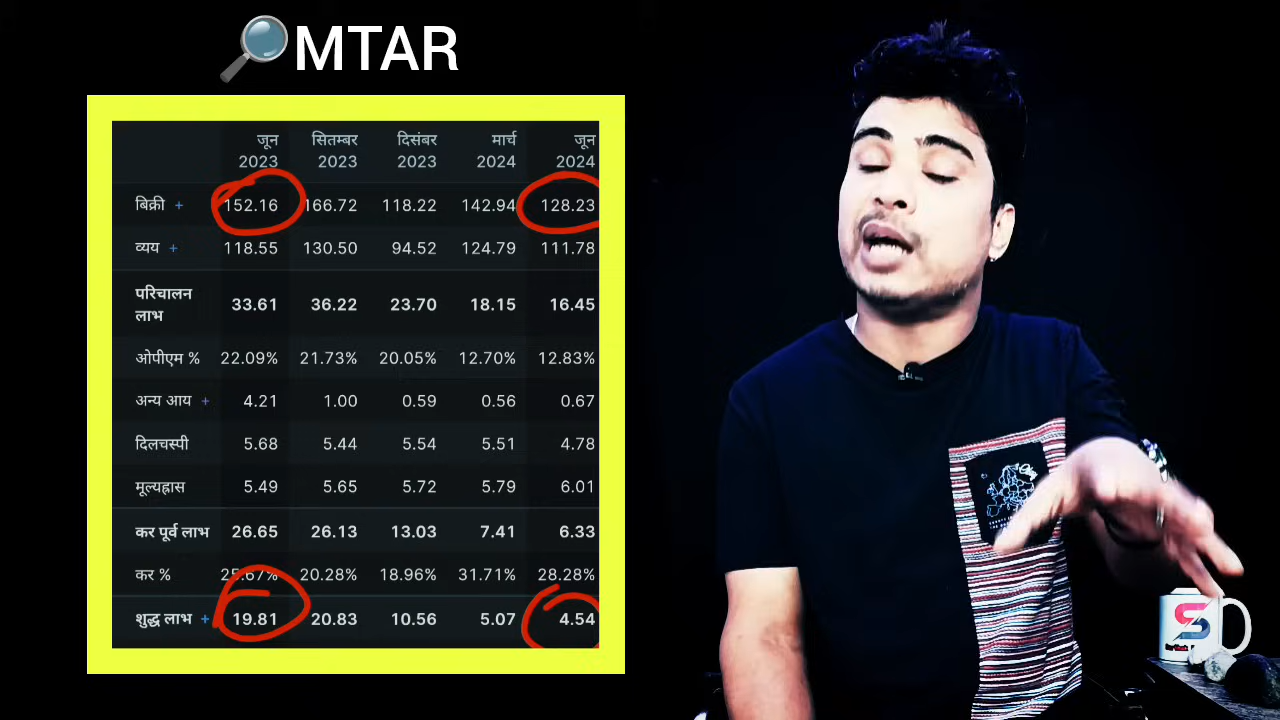 MTAR
जून सितम्बर दिसंबर मार्च जून
2023 2023 2023 2024 2024
बिक्री + 152.16 166.72 118.22 142.94 128.23
व्यय + 118.55 130.50 94.52 124.79 111.78
परिचालन
लाभ 33.61 36.22 23.70 18.15 16.45
ओपीएम % 22.09% 21.73% 20.05% 12.70% 12.83%
अन्य आय + 4.21 1.00 0.59 0.56 0.67
दिलचस्पी 5.68 5.44 5.54 5.51 4.78
मूल्यह्रास 5.49 5.65 5.72 5.79 6.01
कर पूर्व लाभ 26.65 26.13 13.03 7.41 6.33
कर % 25.67% 20.28% 18.96% 31.71% 28.28%
शुद्ध लाभ + 19.81 20.83 10.56 5.07 4.54